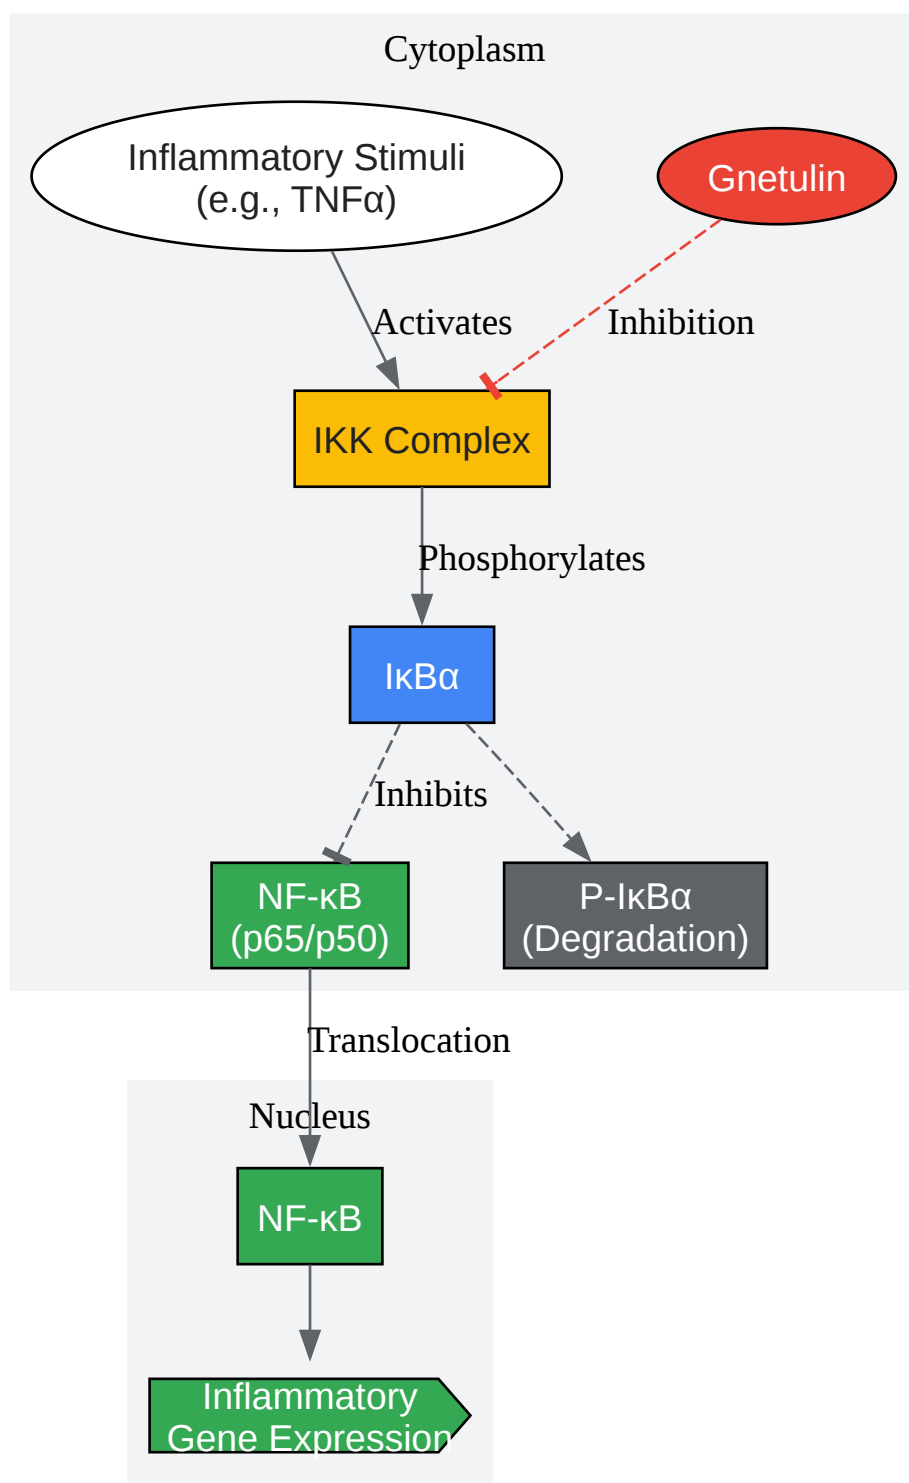 Cytoplasm
Inflammatory Stimuli
(e.g., TNFα)
Gnetulin
Activates
Inhibition
IKK Complex
Phosphorylates
IκBα
Inhibits
NF-κB
(p65/p50)
P-IκBα
(Degradation)
Translocation
Nucleus
NF-κB
Inflammatory
Gene Expression